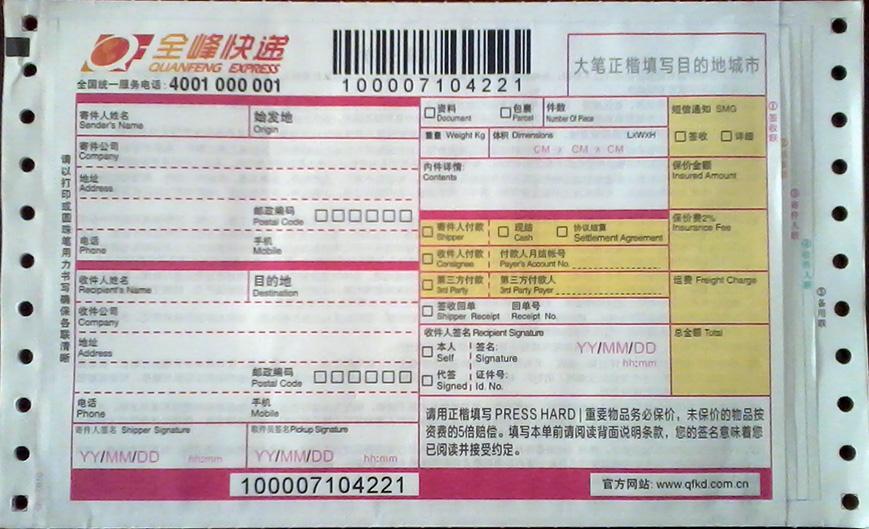 全峰快递
QUANFENG EXPRESS
全国统一服务电话: 4001 000 001
100007104221
大笔正楷填写目的地城市
寄件人姓名
Sender's Name
始发地
Origin
寄件公司
Company
地址
Address
邮政编码
Postal Code
电话
Phone
手机
Mobile
收件人姓名
Recipient's Name
目的地
Destination
收件公司
Company
地址
Address
邮政编码
Postal Code
电话
Phone
手机
Mobile
寄件人签名 Shipper Signature
YY/MM/DD hh:mm
收件员签名Pickup Signature
YY/MM/DD hh:mm
资料
Document
包裹
Parcel
件数
Number Of Piece
重量 Weight Kg
体积 Dimensions LxWxH
CM x CM x CM
内件详情:
Contents
寄件人付款
Shipper
现结
Cash
协议结算
Settlement Agreement
收件人付款
Consignee
付款人月结帐号
Payer's Account No.
第三方付款
3rd Party
第三方付款人
3rd Party Payer
签收回单
Shipper Receipt
回单号
Receipt No.
收件人签名 Recipient Signature
本人
Self
签名:
Signature
YY/MM/DD
hh:mm
代签
Signed
证件号:
Id. No.
短信通知 SMG
签收
详细
保价金额
Insured Amount
保价费2%
Insurance Fee
运费 Freight Charge
总金额 Total
请用正楷填写 PRESS HARD | 重要物品务必保价，未保价的物品按
资费的5倍赔偿。填写本单前请阅读背面说明条款，您的签名意味着您
已阅读并接受约定。
100007104221
官方网站: www.qfkd.com.cn
请以打印或圆珠笔用力书写确保各联清晰
①签收联
③寄件人联
④收件人联
⑤备用联